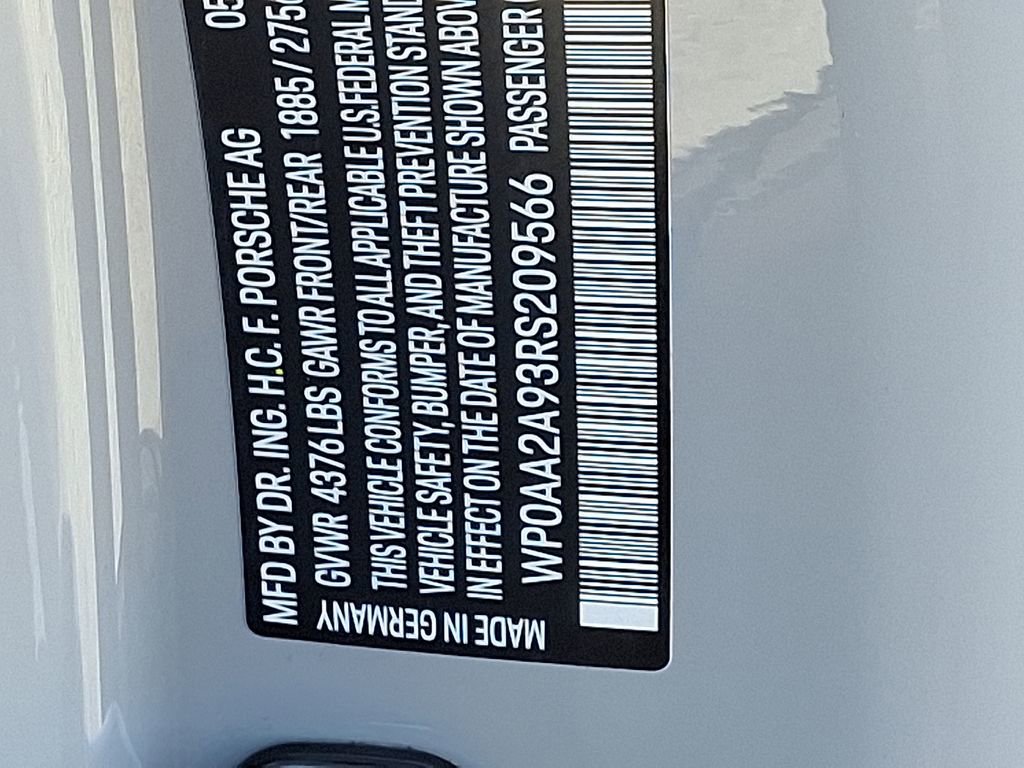 MFD BY DR. ING. H.C. F. PORSCHE AG 05
GVWR 4376 LBS GAWR FRONT/REAR 1885 / 275
THIS VEHICLE CONFORMS TO ALL APPLICABLE U.S. FEDERAL M
VEHICLE SAFETY, BUMPER, AND THEFT PREVENTION STAND
IN EFFECT ON THE DATE OF MANUFACTURE SHOWN ABOV
WP0AA2A93RS209566 PASSENGER
MADE IN GERMANY